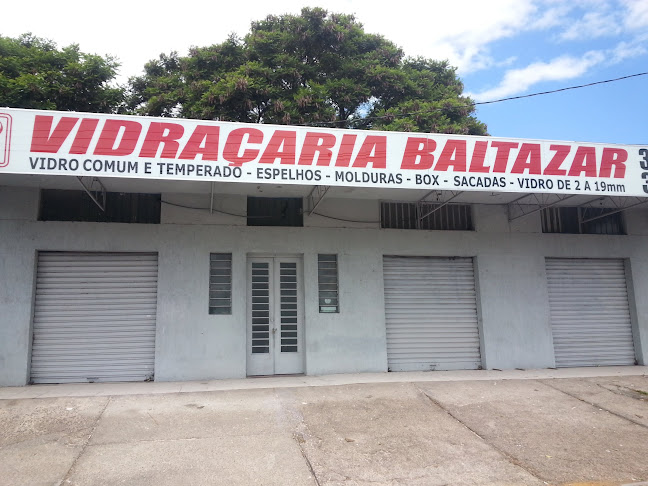 VIDRAÇARIA BALTAZAR
VIDRO COMUM E TEMPERADO - ESPELHOS - MOLDURAS - BOX - SACADAS - VIDRO DE 2 A 19mm